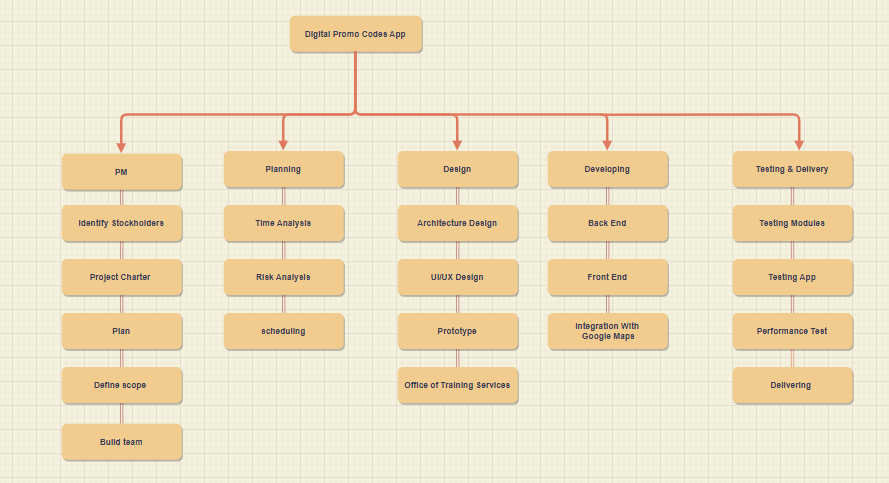 Digital Promo Codes App
PM
Planning
Design
Developing
Testing & Delivery
Identify Stockholders
Time Analysis
Architecture Design
Back End
Testing Modules
Project Charter
Risk Analysis
UI/UX Design
Front End
Testing App
Plan
scheduling
Prototype
Integration With
Google Maps
Performance Test
Define scope
Office of Training Services
Delivering
Build team